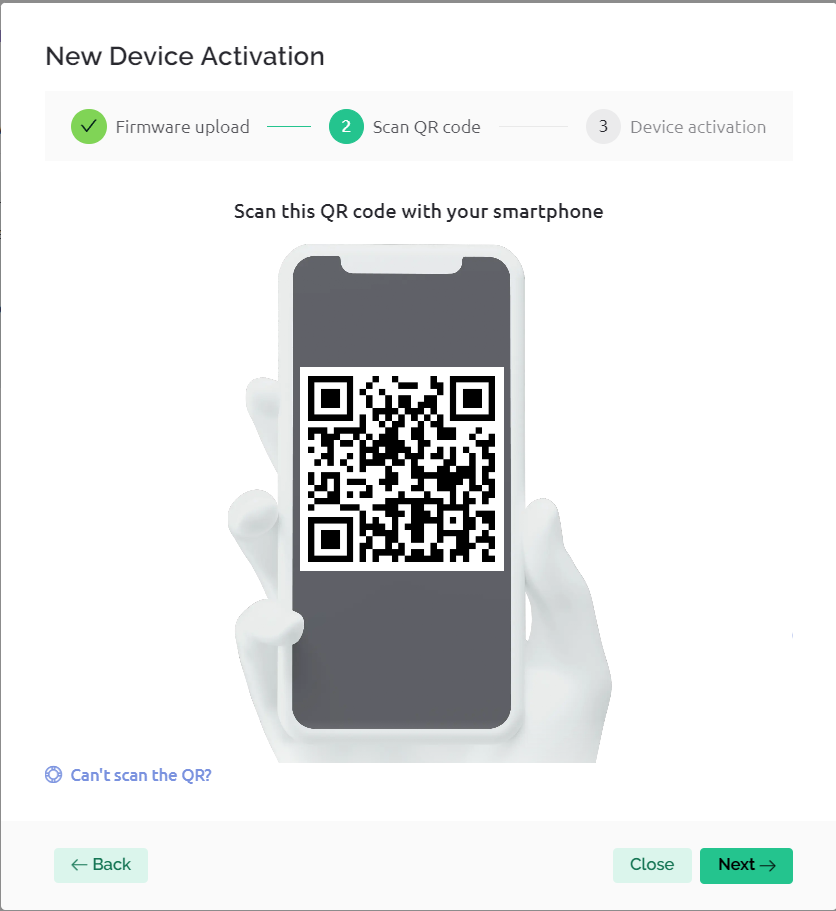 New Device Activation
Firmware upload
2 Scan QR code
3 Device activation
Scan this QR code with your smartphone
Can't scan the QR?
← Back
Close
Next →